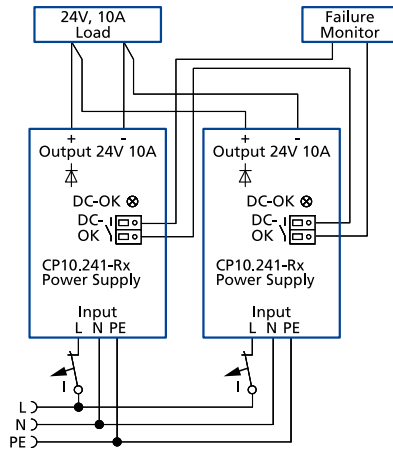 24V, 10A
Load
Failure
Monitor
+ -
Output 24V 10A
DC-OK
DC-
OK
CP10.241-Rx
Power Supply
Input
L N PE
I
+ -
Output 24V 10A
DC-OK
DC-
OK
CP10.241-Rx
Power Supply
Input
L N PE
I
L
N
PE